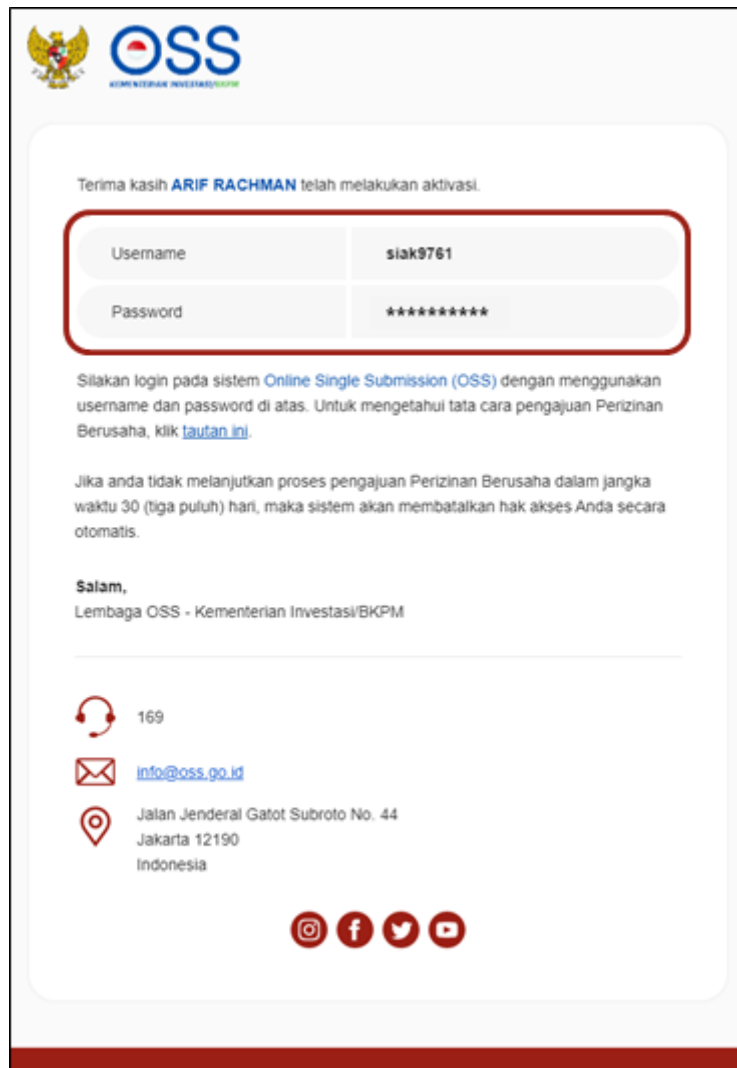 OSS
KEMENTERIAN INVESTASI/BKPM
Terima kasih ARIF RACHMAN telah melakukan aktivasi.
Username siak9761
Password **********
Silakan login pada sistem Online Single Submission (OSS) dengan menggunakan
username dan password di atas. Untuk mengetahui tata cara pengajuan Perizinan
Berusaha, klik tautan ini.
Jika anda tidak melanjutkan proses pengajuan Perizinan Berusaha dalam jangka
waktu 30 (tiga puluh) hari, maka sistem akan membatalkan hak akses Anda secara
otomatis.
Salam,
Lembaga OSS - Kementerian Investasi/BKPM
169
info@oss.go.id
Jalan Jenderal Gatot Subroto No. 44
Jakarta 12190
Indonesia